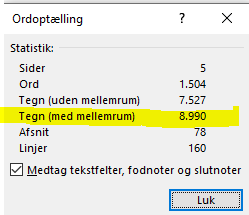 Ordoptælling
?
Statistik:
Sider 5
Ord 1.504
Tegn (uden mellemrum) 7.527
Tegn (med mellemrum) 8.990
Afsnit 78
Linjer 160
Medtag tekstfelter, fodnoter og slutnoter
Luk